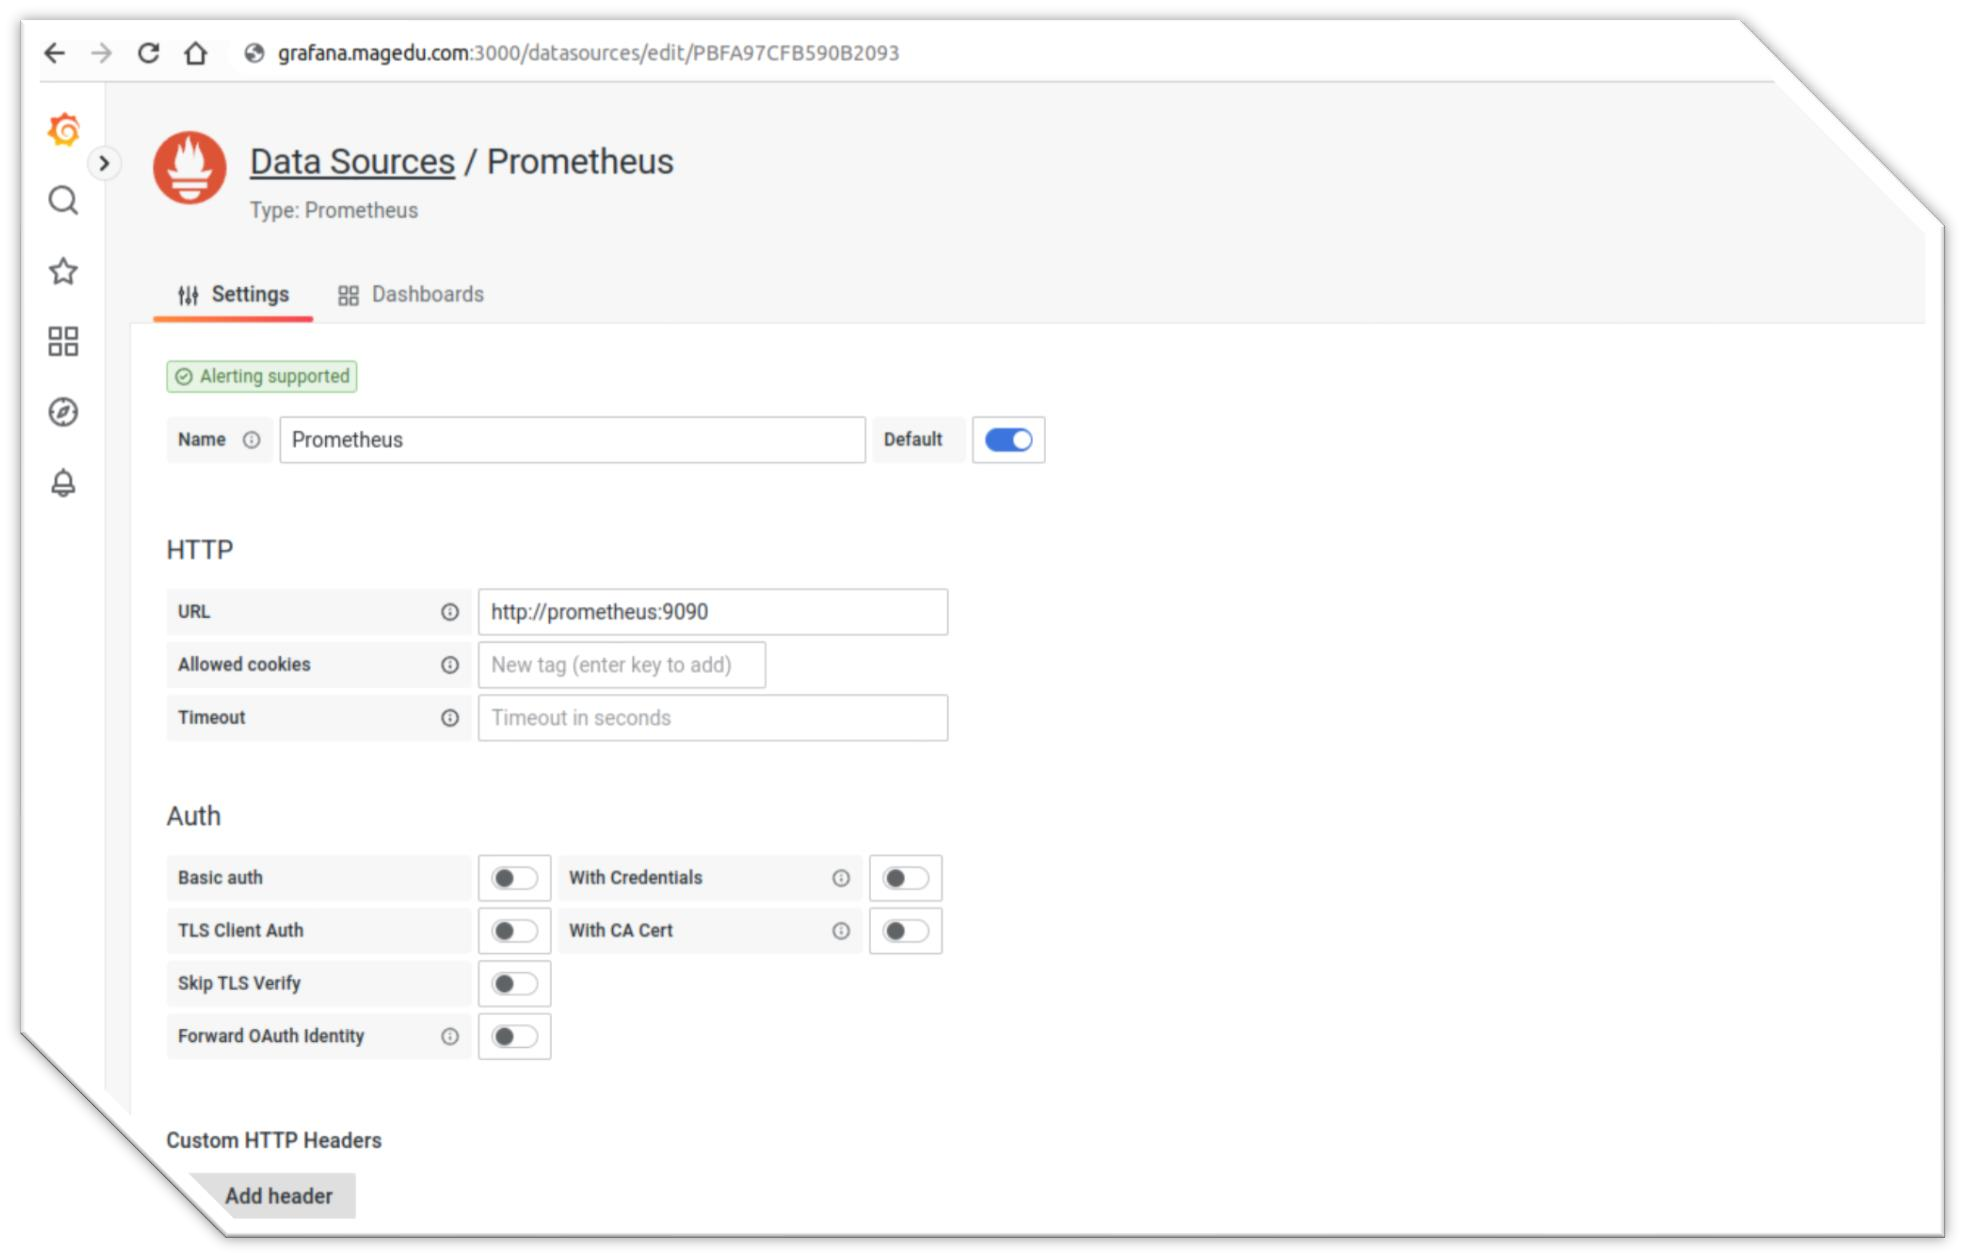 grafana.magedu.com:3000/datasources/edit/PBFA97CFB590B2093
Data Sources / Prometheus
Type: Prometheus
Settings Dashboards
Alerting supported
Name Prometheus Default
HTTP
URL http://prometheus:9090
Allowed cookies New tag (enter key to add)
Timeout Timeout in seconds
Auth
Basic auth With Credentials
TLS Client Auth With CA Cert
Skip TLS Verify
Forward OAuth Identity
Custom HTTP Headers
Add header